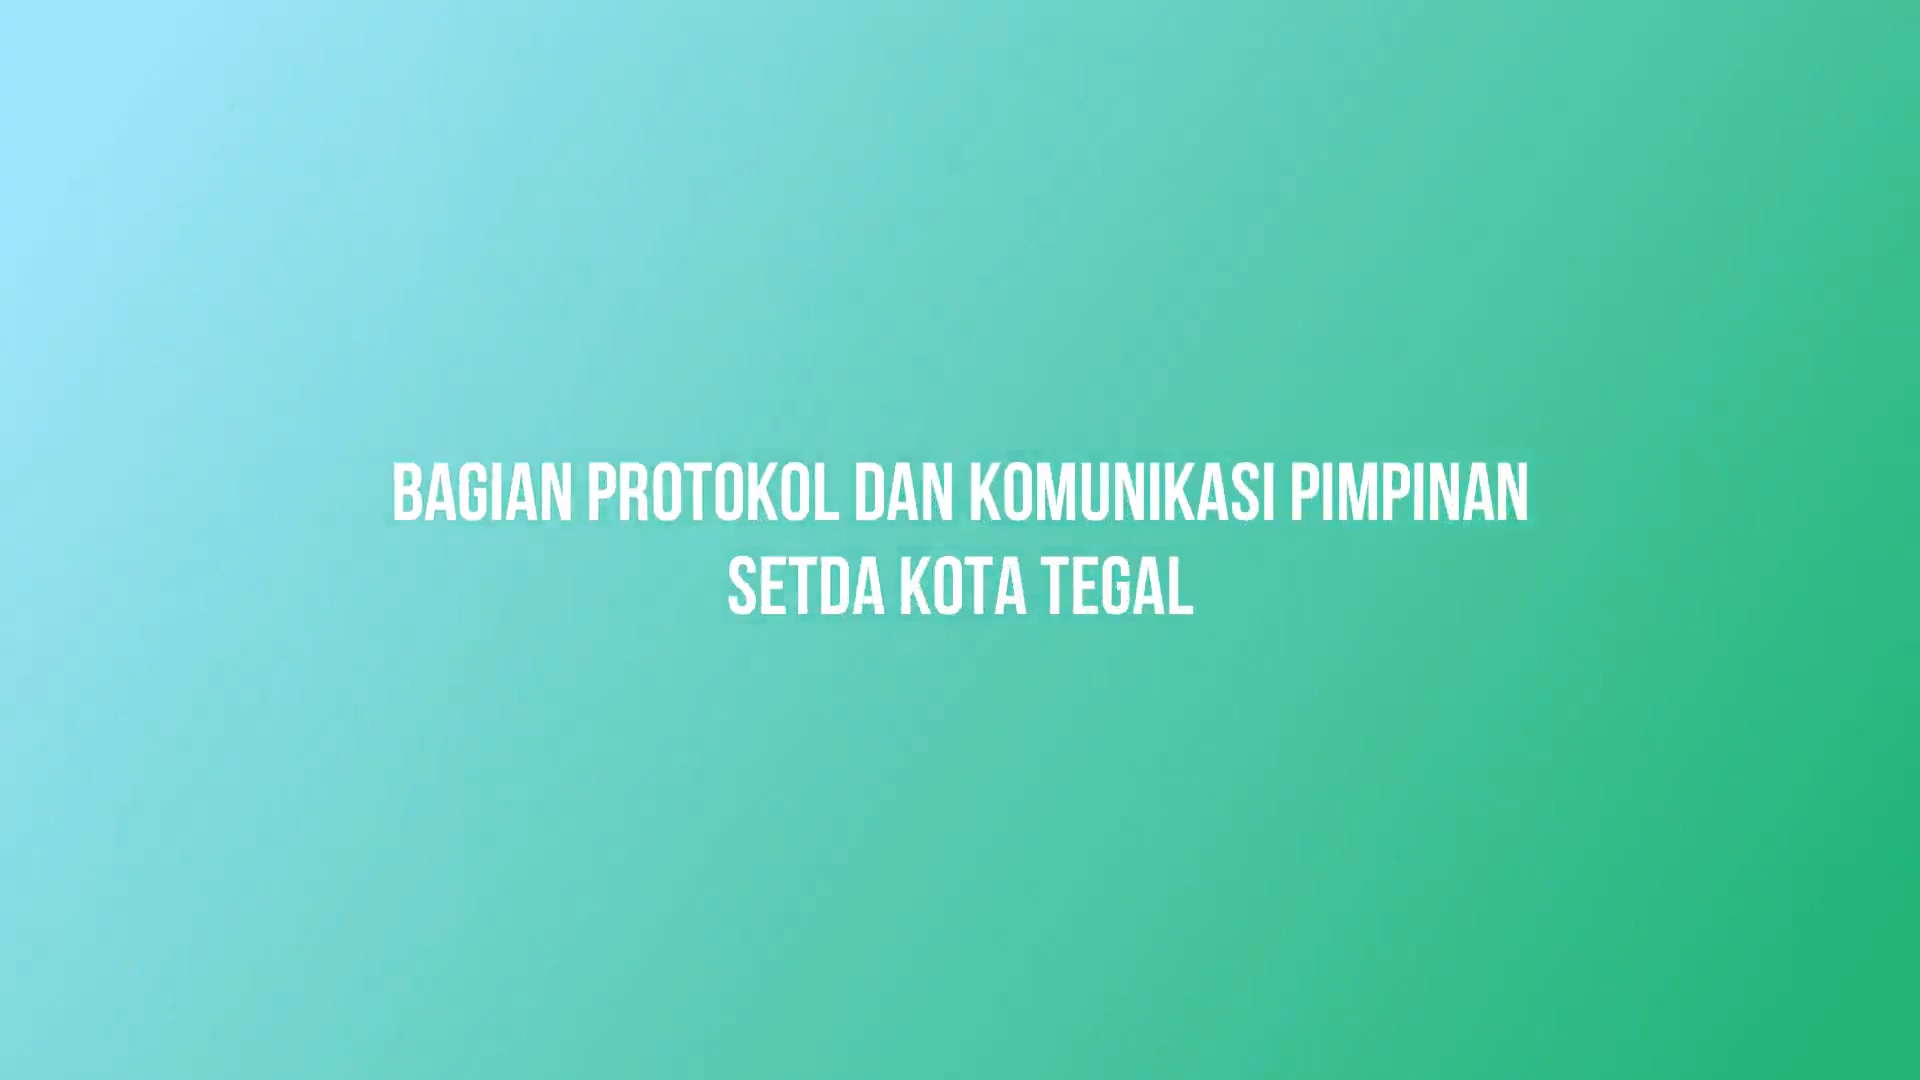 BAGIAN PROTOKOL DAN KOMUNIKASI PIMPINAN
SETDA KOTA TEGAL